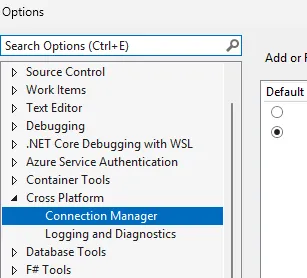 Options
Search Options (Ctrl+E)
Add or
Source Control
Work Items
Text Editor
Default
Debugging
.NET Core Debugging with WSL
Azure Service Authentication
Container Tools
Cross Platform
Connection Manager
Logging and Diagnostics
Database Tools
F# Tools